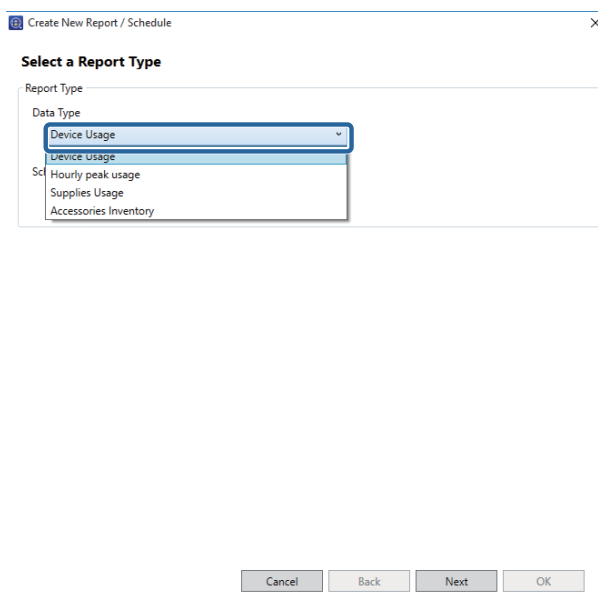 Create New Report / Schedule
Select a Report Type
Report Type
Data Type
Device Usage
Device Usage
Hourly peak usage
Supplies Usage
Accessories Inventory
Cancel Back Next OK